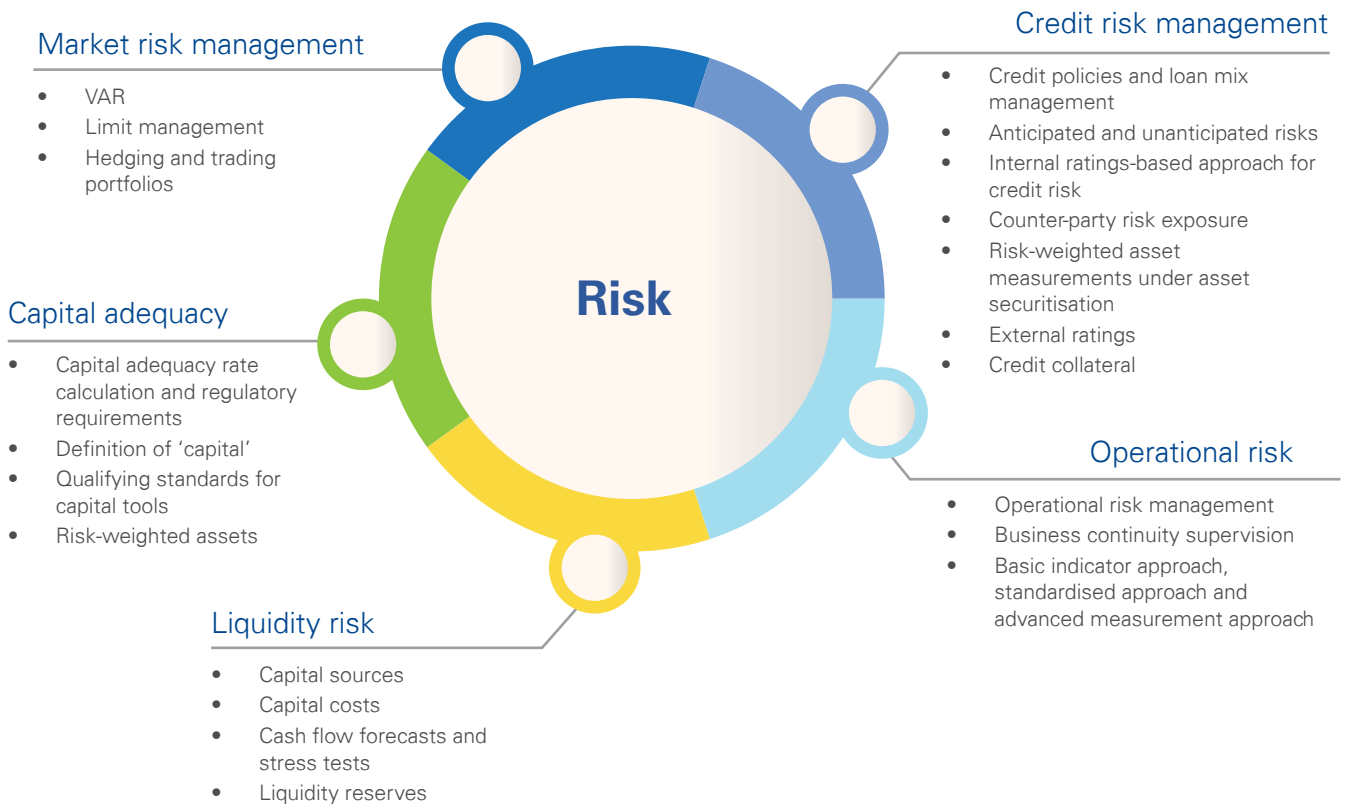 Market risk management
• VAR
• Limit management
• Hedging and trading
portfolios
Credit risk management
• Credit policies and loan mix
management
• Anticipated and unanticipated risks
• Internal ratings-based approach for
credit risk
• Counter-party risk exposure
• Risk-weighted asset
measurements under asset
securitisation
• External ratings
• Credit collateral
Risk
Capital adequacy
• Capital adequacy rate
calculation and regulatory
requirements
• Definition of ‘capital’
• Qualifying standards for
capital tools
• Risk-weighted assets
Operational risk
• Operational risk management
• Business continuity supervision
• Basic indicator approach,
standardised approach and
advanced measurement approach
Liquidity risk
• Capital sources
• Capital costs
• Cash flow forecasts and
stress tests
• Liquidity reserves